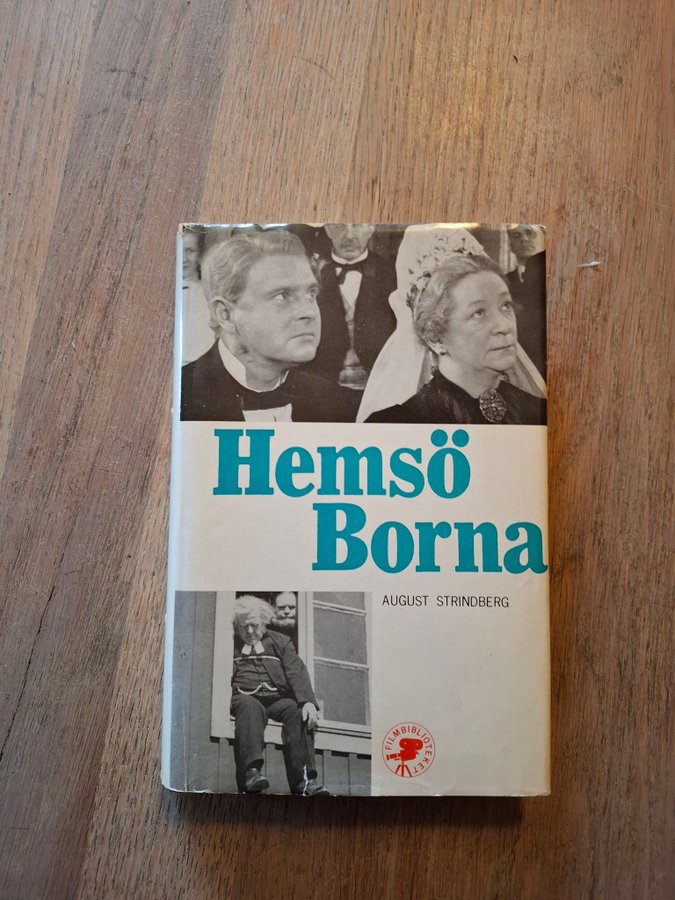 Hemsö
Borna
AUGUST STRINDBERG
FILMBIBLIOTEKET